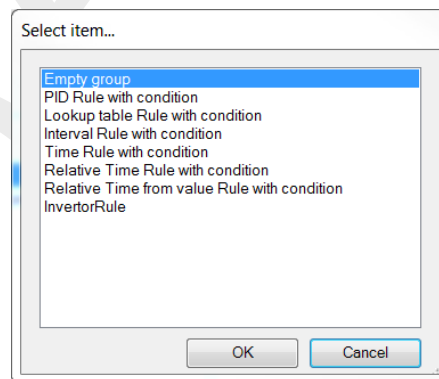 Select item...
Empty group
PID Rule with condition
Lookup table Rule with condition
Interval Rule with condition
Time Rule with condition
Relative Time Rule with condition
Relative Time from value Rule with condition
InvertorRule
OK Cancel